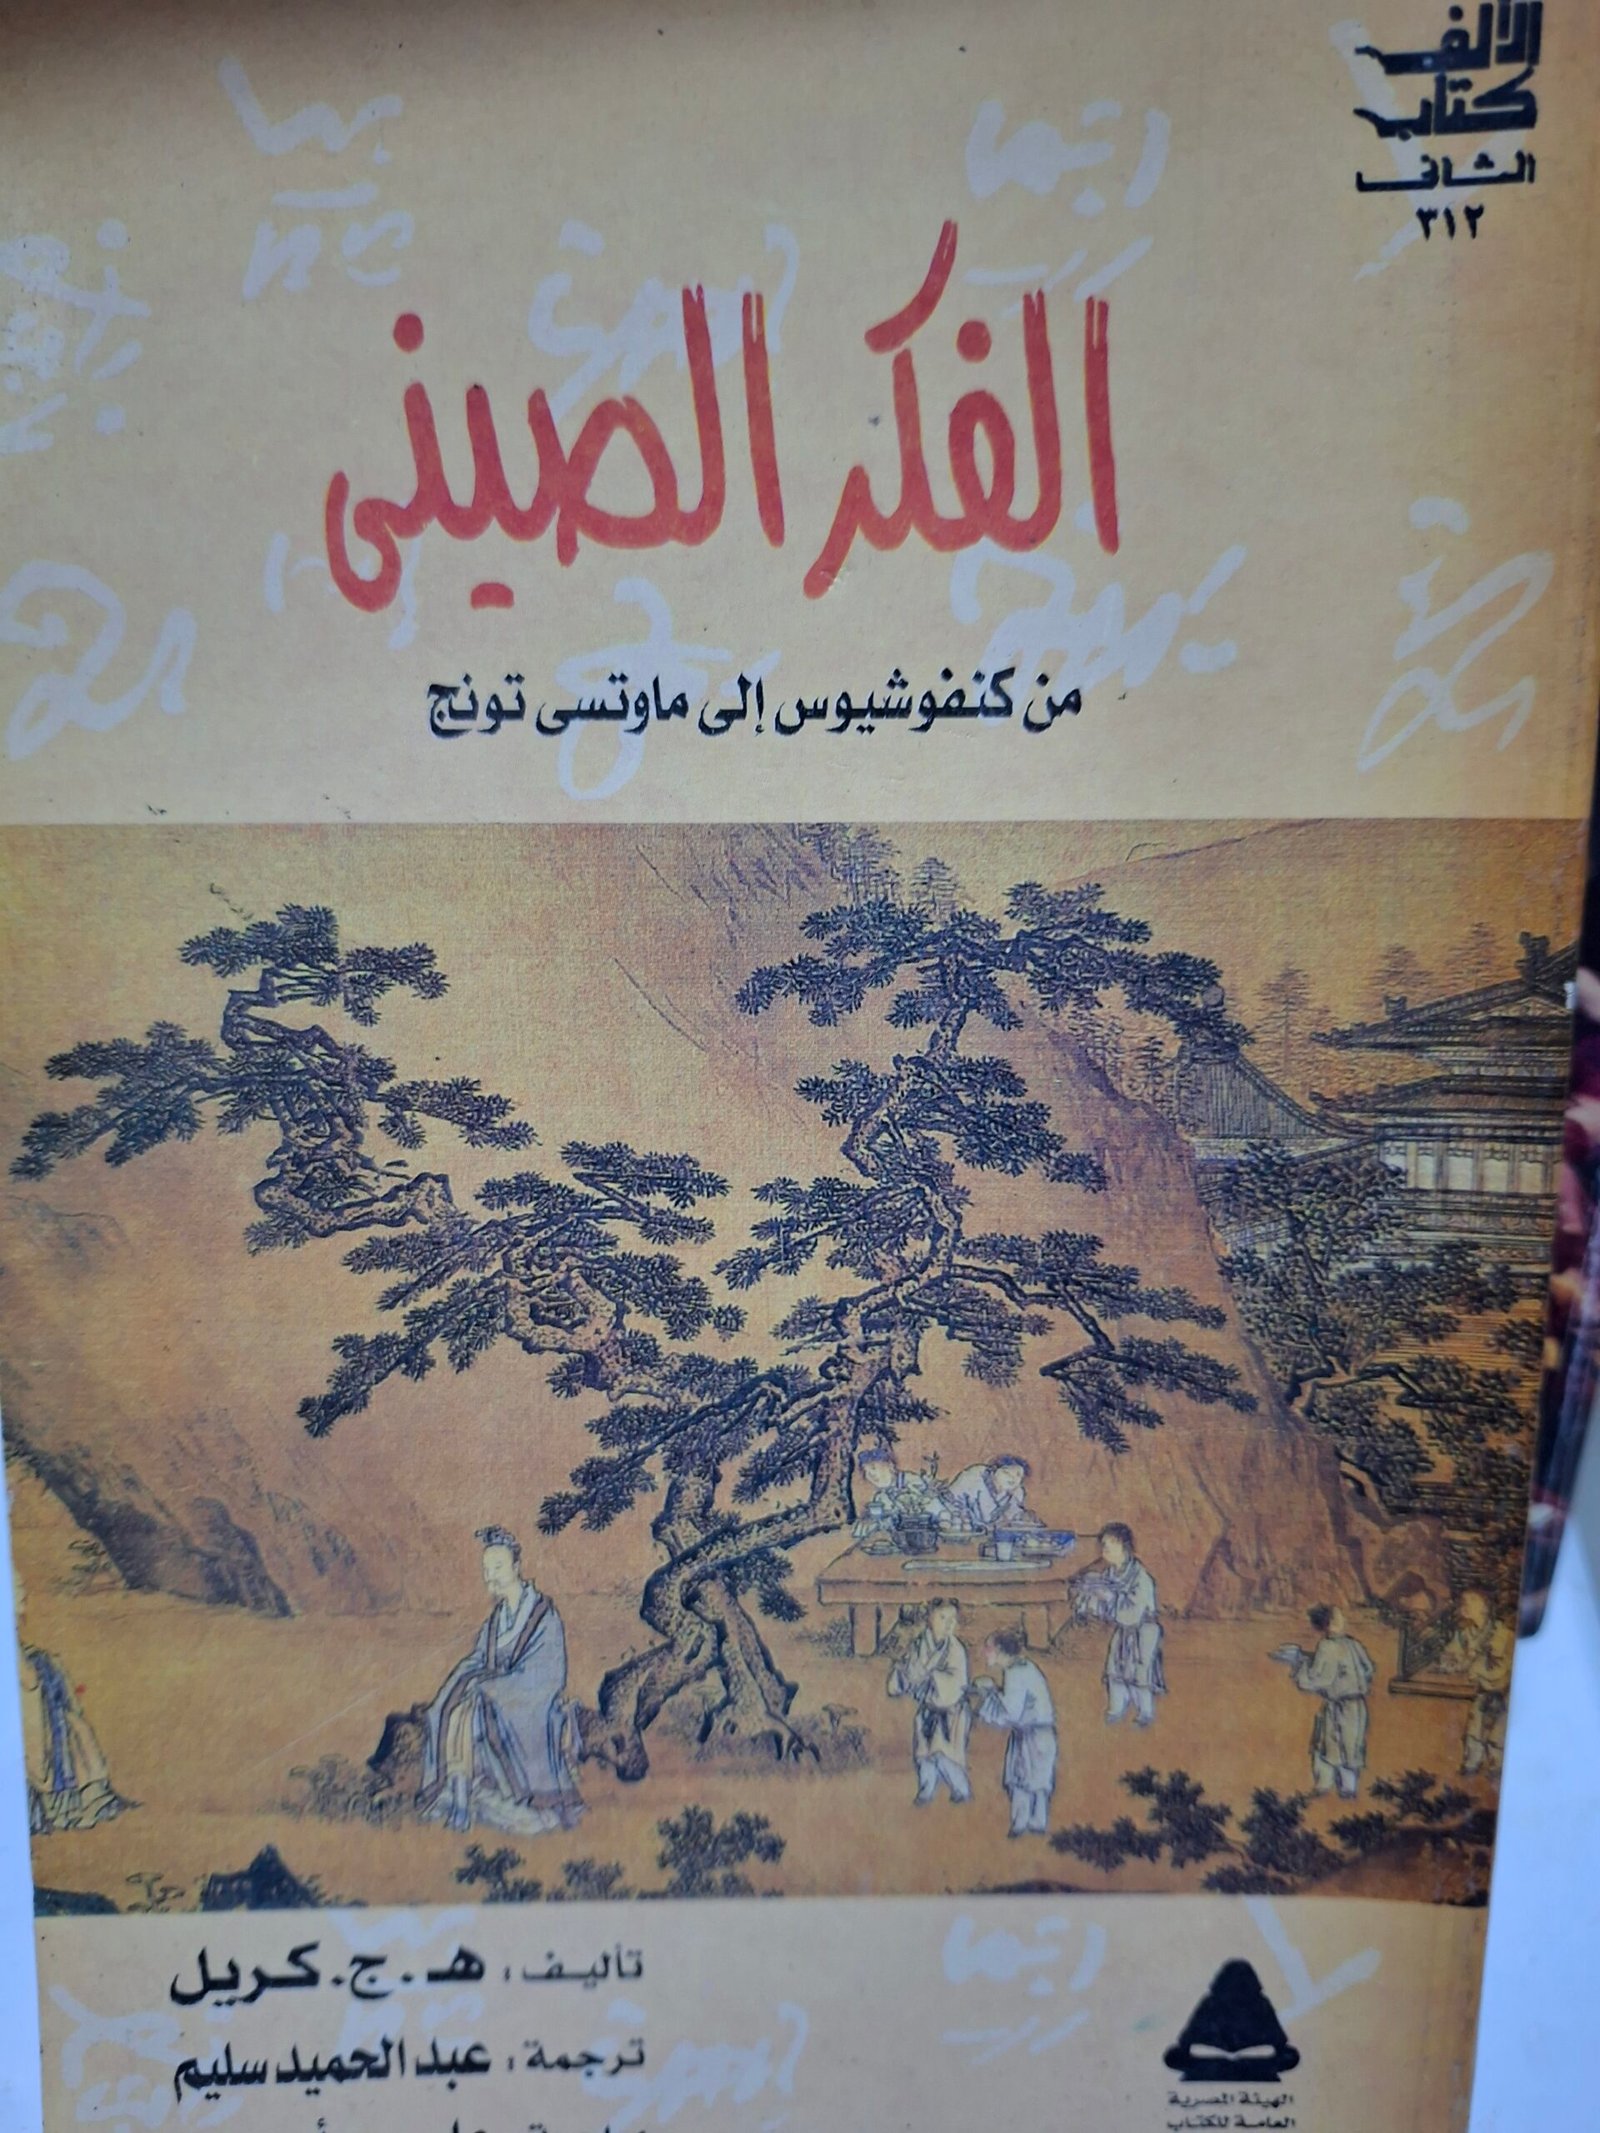 الألف
كتاب
الثانى
٣١٢
الفكر الصينى
من كنفوشيوس إلى ماوتسى تونج
تأليف: هـ. ج. كريل
ترجمة: عبد الحميد سليم
الهيئة المصرية
العامة للكتاب